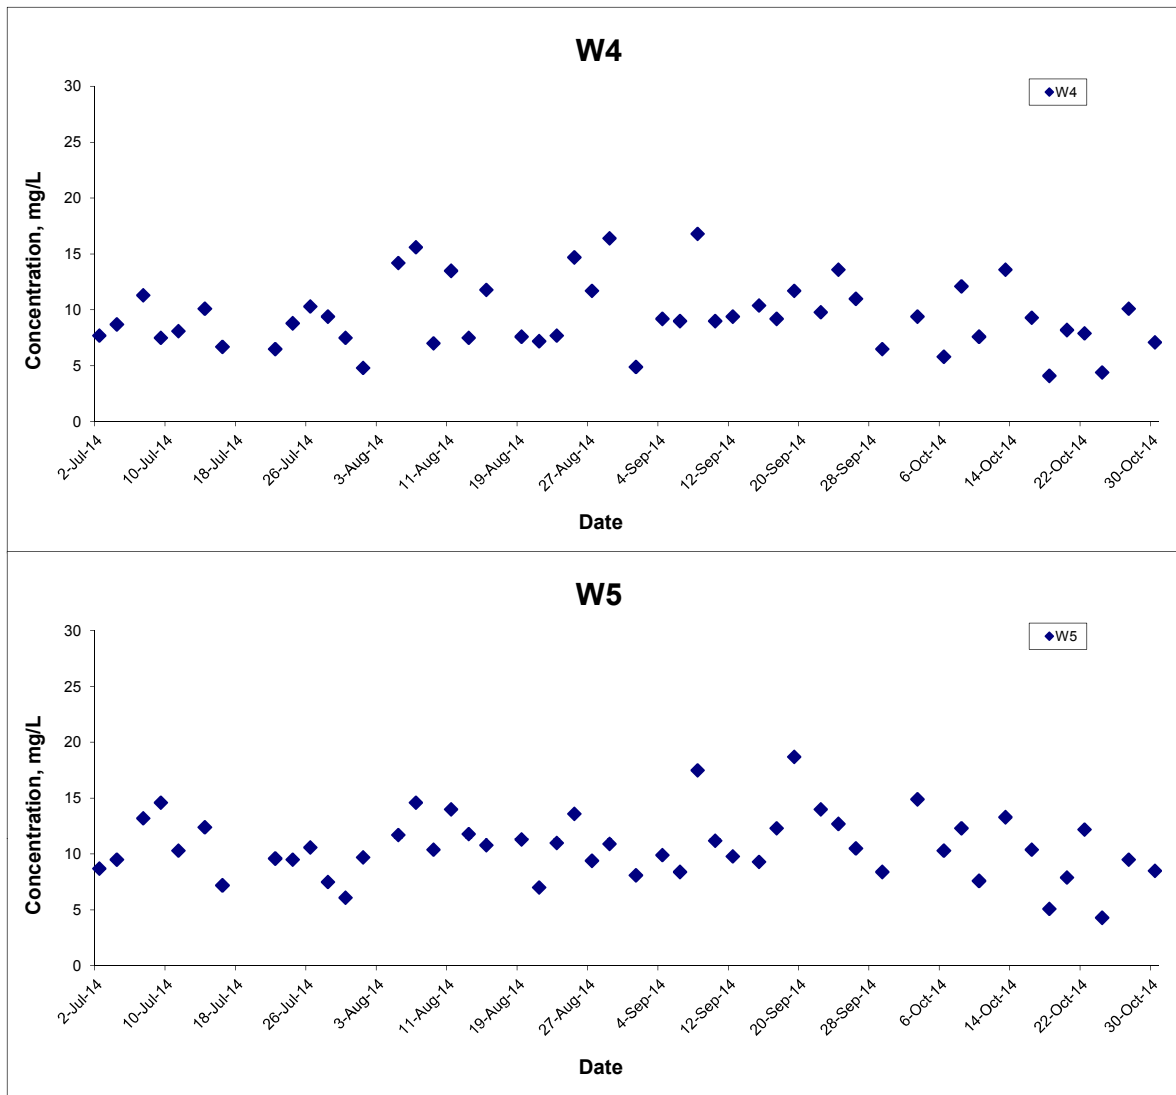 W4
30
25
20
15
10
5
0
Concentration, mg/L
W4
2-Jul-14
10-Jul-14
18-Jul-14
26-Jul-14
3-Aug-14
11-Aug-14
19-Aug-14
27-Aug-14
4-Sep-14
12-Sep-14
20-Sep-14
28-Sep-14
6-Oct-14
14-Oct-14
22-Oct-14
30-Oct-14
Date
W5
30
25
20
15
10
5
0
Concentration, mg/L
W5
2-Jul-14
10-Jul-14
18-Jul-14
26-Jul-14
3-Aug-14
11-Aug-14
19-Aug-14
27-Aug-14
4-Sep-14
12-Sep-14
20-Sep-14
28-Sep-14
6-Oct-14
14-Oct-14
22-Oct-14
30-Oct-14
Date